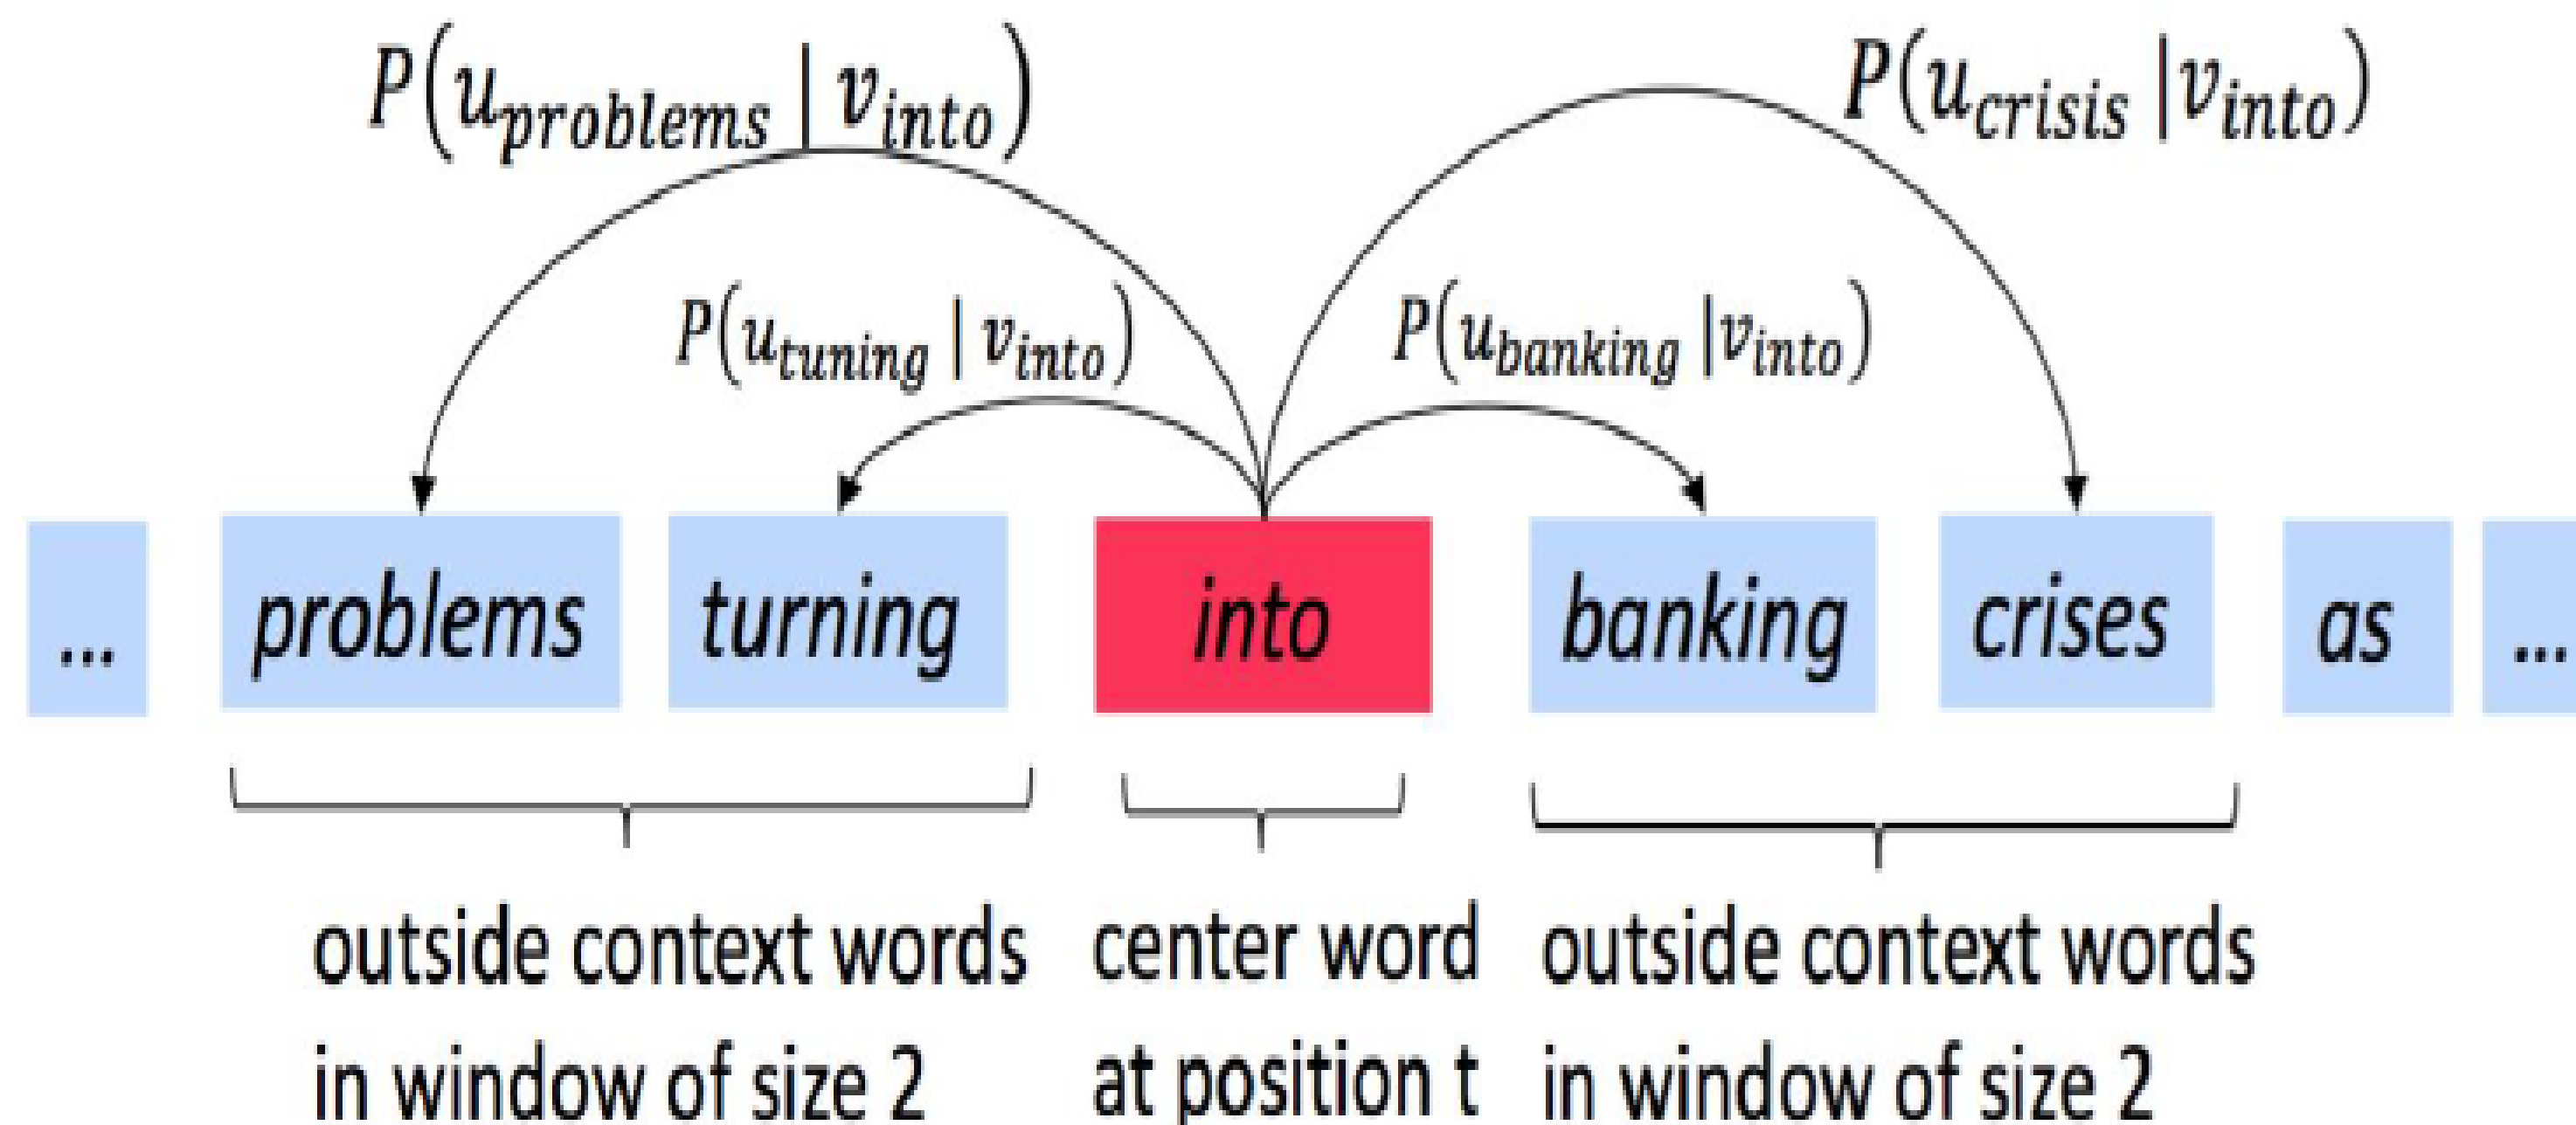 P(u_problems | v_into)
P(u_crisis | v_into)
P(u_tuning | v_into)
P(u_banking | v_into)
... problems turning into banking crises as ...
outside context words
in window of size 2
center word
at position t
outside context words
in window of size 2